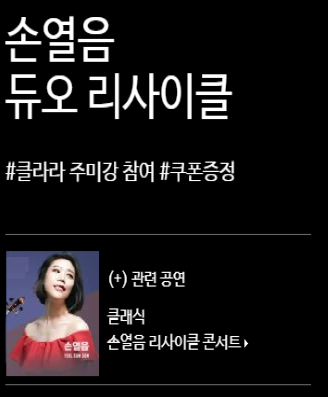 손열음
듀오 리사이클
#클라라 주미강 참여 #쿠폰증정
(+) 관련 공연
클래식
손열음 리사이클 콘서트
손열음
YEOL EUM SON